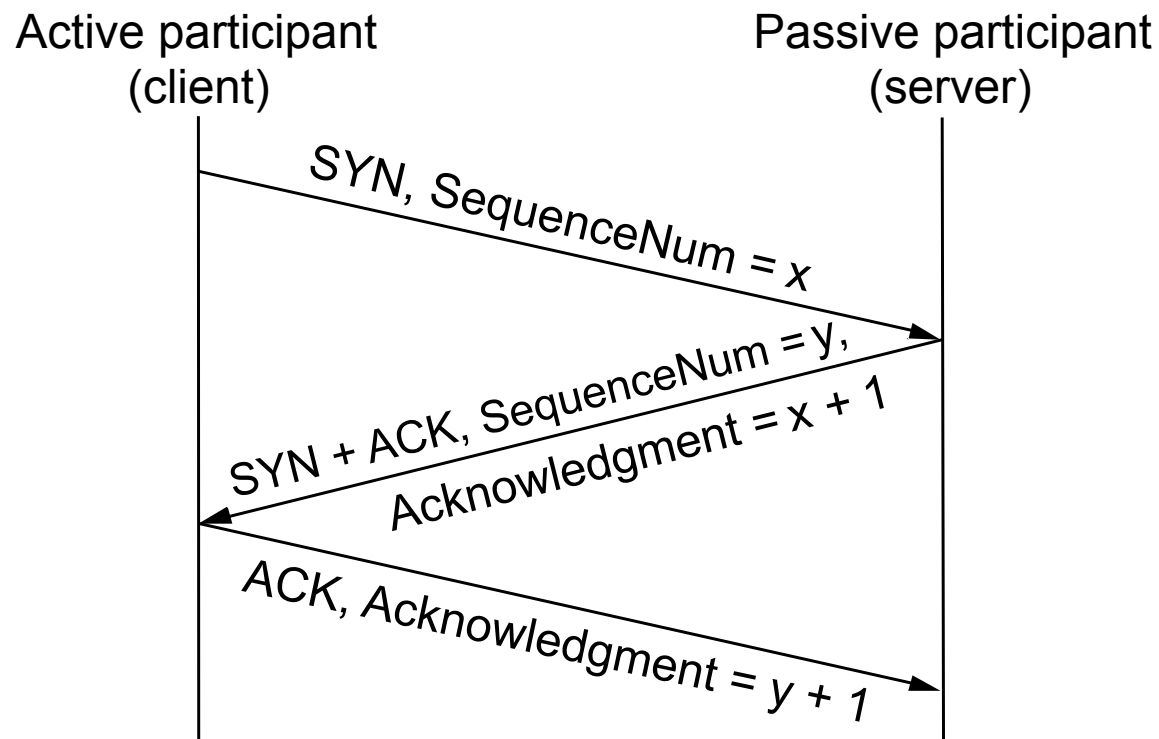 Active participant
(client)
Passive participant
(server)
SYN, SequenceNum = x
SYN + ACK, SequenceNum = y,
Acknowledgment = x + 1
ACK, Acknowledgment = y + 1